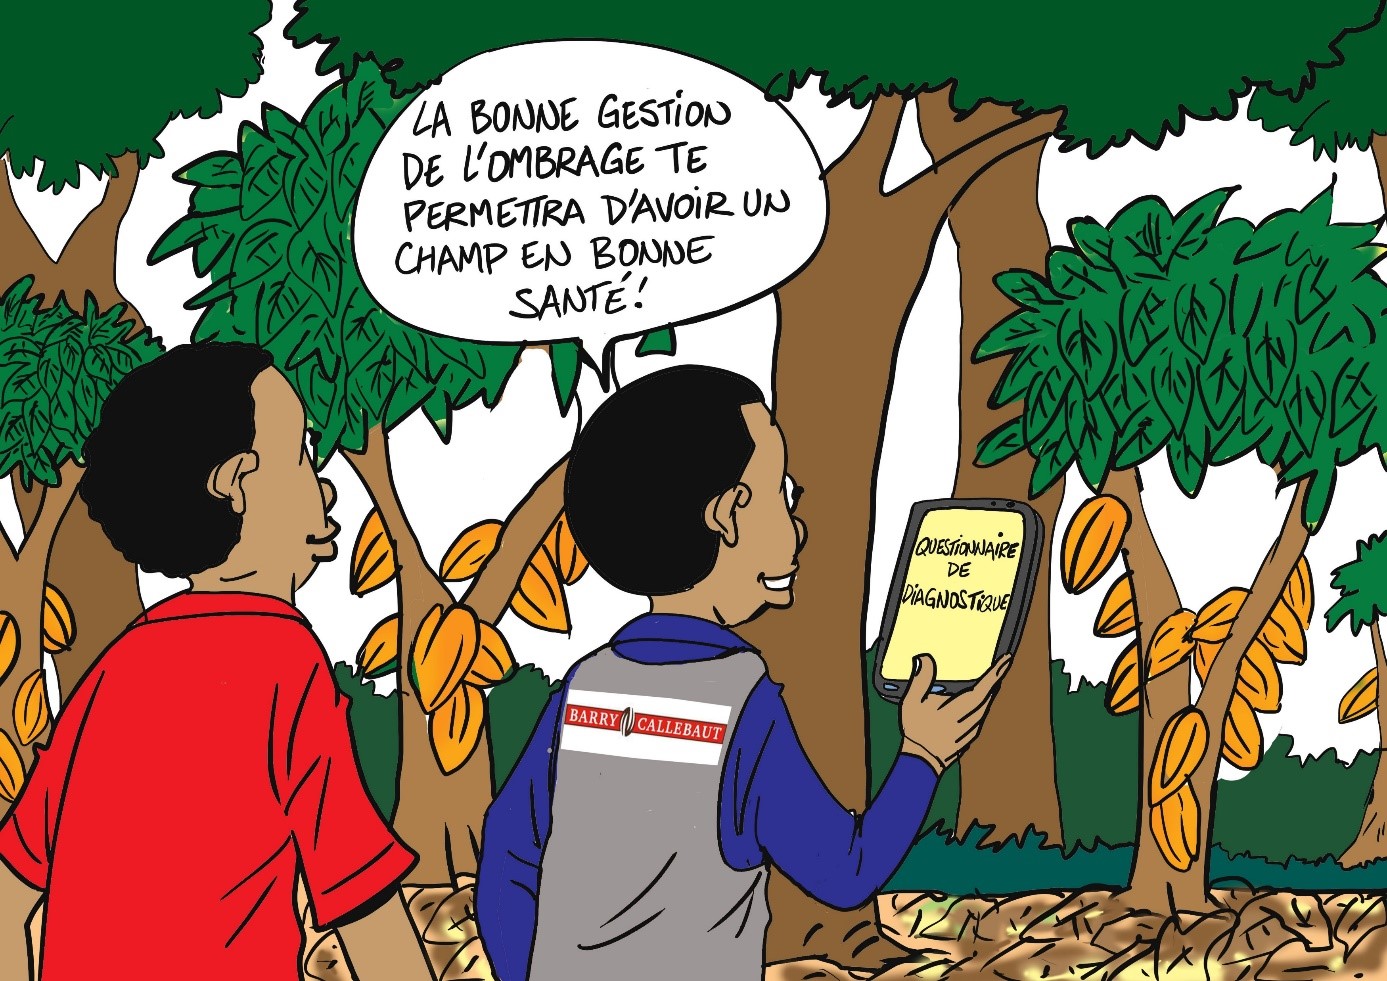 LA BONNE GESTION
DE L'OMBRAGE TE
PERMETTRA D'AVOIR UN
CHAMP EN BONNE
SANTÉ!
QUESTIONNAIRE
DE
DIAGNOSTIQUE
BARRY CALLEBAUT